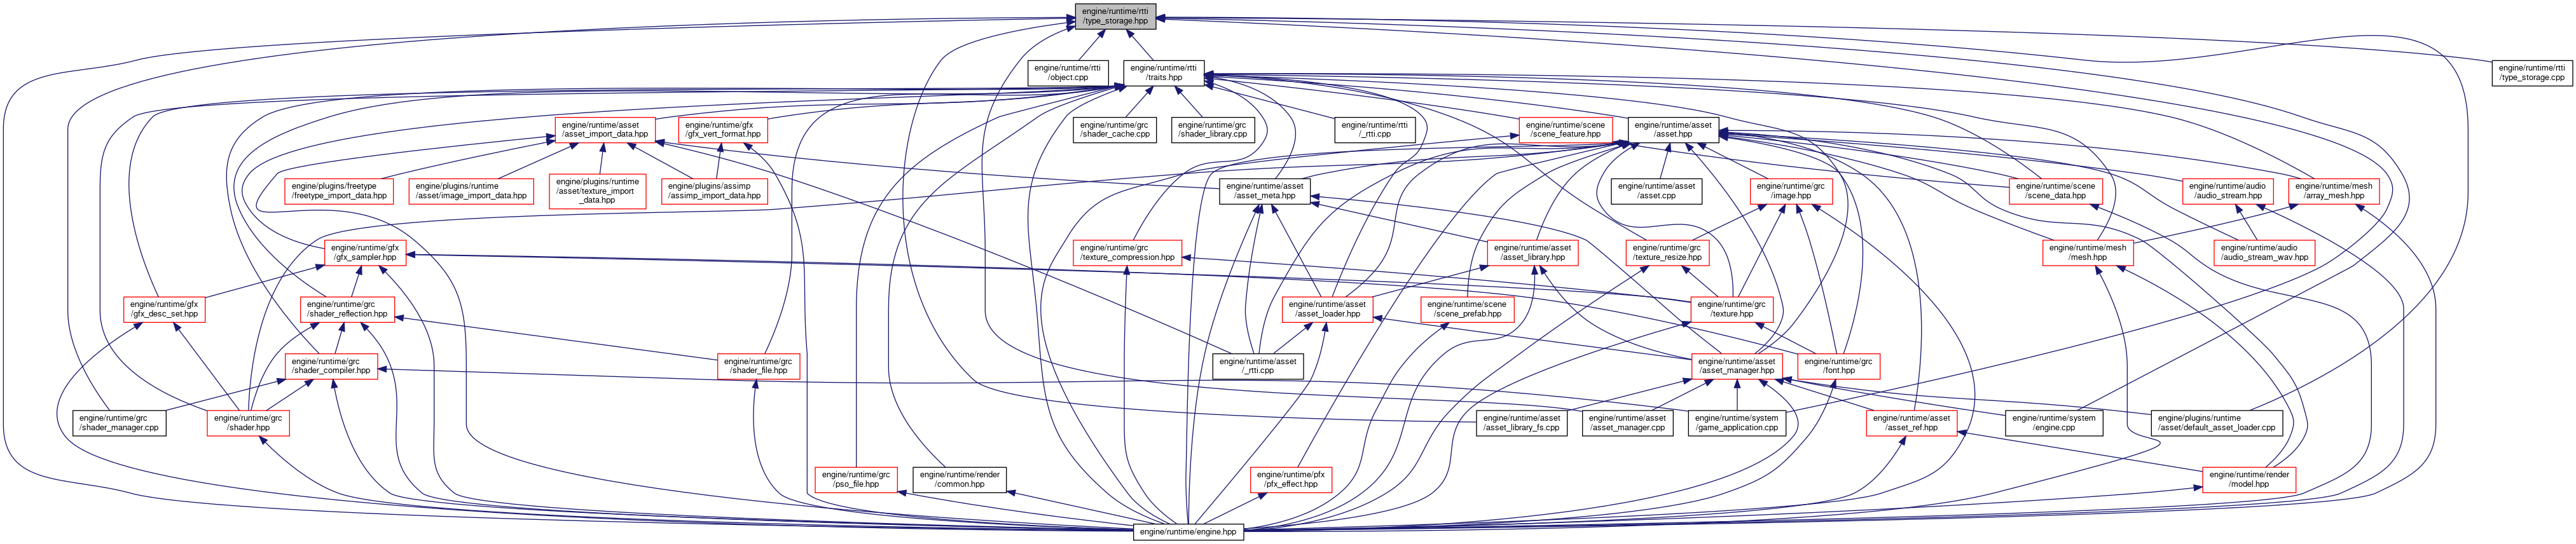 engine/runtime/rtti
/type_storage.hpp
engine/runtime/rtti
/object.cpp
engine/runtime/rtti
/traits.hpp
engine/runtime/rtti
/type_storage.cpp
engine/runtime/asset
/asset_import_data.hpp
engine/runtime/gfx
/gfx_vert_format.hpp
engine/runtime/grc
/shader_cache.cpp
engine/runtime/grc
/shader_library.cpp
engine/runtime/rtti
/_rtti.cpp
engine/runtime/scene
/scene_feature.hpp
engine/runtime/asset
/asset.hpp
engine/plugins/freetype
/freetype_import_data.hpp
engine/plugins/runtime
/asset/image_import_data.hpp
engine/plugins/runtime
/asset/texture_import
_data.hpp
engine/plugins/assimp
/assimp_import_data.hpp
engine/runtime/asset
/asset_meta.hpp
engine/runtime/asset
/asset.cpp
engine/runtime/grc
/image.hpp
engine/runtime/scene
/scene_data.hpp
engine/runtime/audio
/audio_stream.hpp
engine/runtime/mesh
/array_mesh.hpp
engine/runtime/gfx
/gfx_sampler.hpp
engine/runtime/grc
/texture_compression.hpp
engine/runtime/asset
/asset_library.hpp
engine/runtime/grc
/texture_resize.hpp
engine/runtime/mesh
/mesh.hpp
engine/runtime/audio
/audio_stream_wav.hpp
engine/runtime/gfx
/gfx_desc_set.hpp
engine/runtime/grc
/shader_reflection.hpp
engine/runtime/asset
/asset_loader.hpp
engine/runtime/scene
/scene_prefab.hpp
engine/runtime/grc
/texture.hpp
engine/runtime/grc
/shader_compiler.hpp
engine/runtime/grc
/shader_file.hpp
engine/runtime/asset
/_rtti.cpp
engine/runtime/asset
/asset_manager.hpp
engine/runtime/grc
/font.hpp
engine/runtime/grc
/shader_manager.cpp
engine/runtime/grc
/shader.hpp
engine/runtime/asset
/asset_library_fs.cpp
engine/runtime/asset
/asset_manager.cpp
engine/runtime/system
/game_application.cpp
engine/runtime/asset
/asset_ref.hpp
engine/runtime/system
/engine.cpp
engine/plugins/runtime
/asset/default_asset_loader.cpp
engine/runtime/grc
/pso_file.hpp
engine/runtime/render
/common.hpp
engine/runtime/pfx
/pfx_effect.hpp
engine/runtime/render
/model.hpp
engine/runtime/engine.hpp